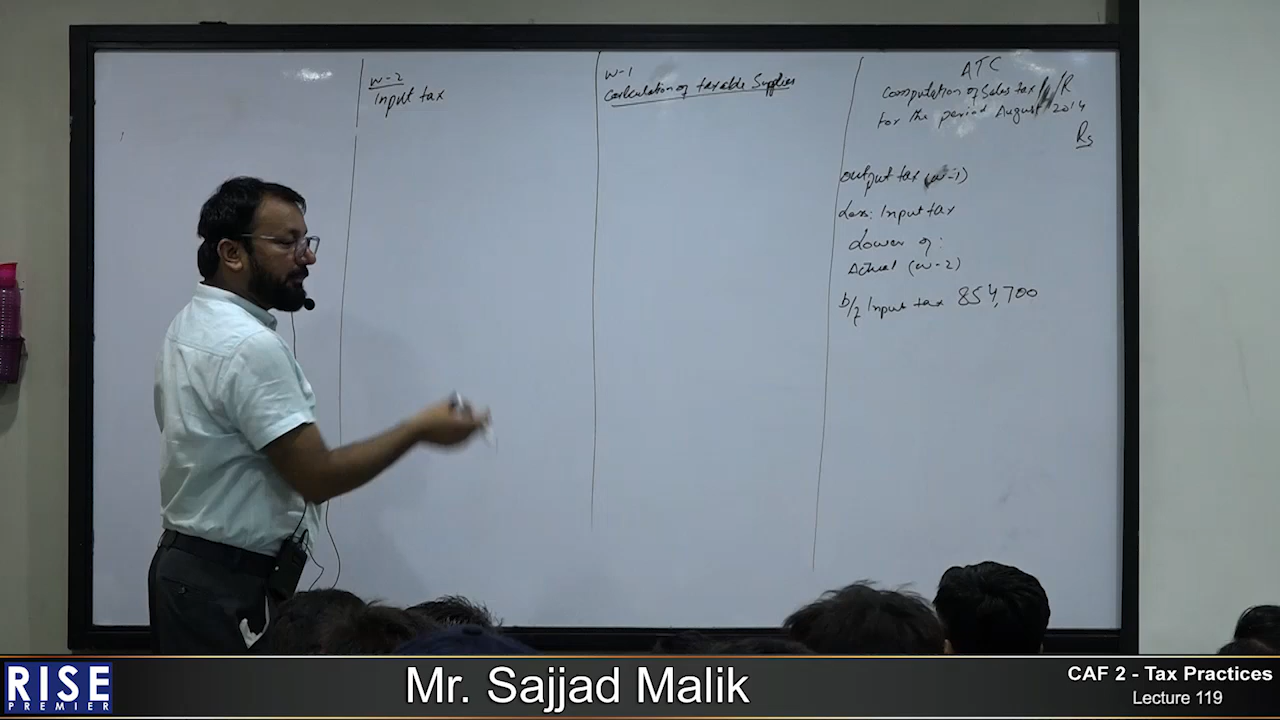 w-2
Input tax
w-1
Calculation of taxable Supplies
ATC
Computation of Sales tax P/R
for the period August 2014
Rs
output tax (w-1)
Less: Input tax
Lower of:
Actual (w-2)
b/f Input tax 854,700
RISE
PREMIER
Mr. Sajjad Malik
CAF 2 - Tax Practices
Lecture 119